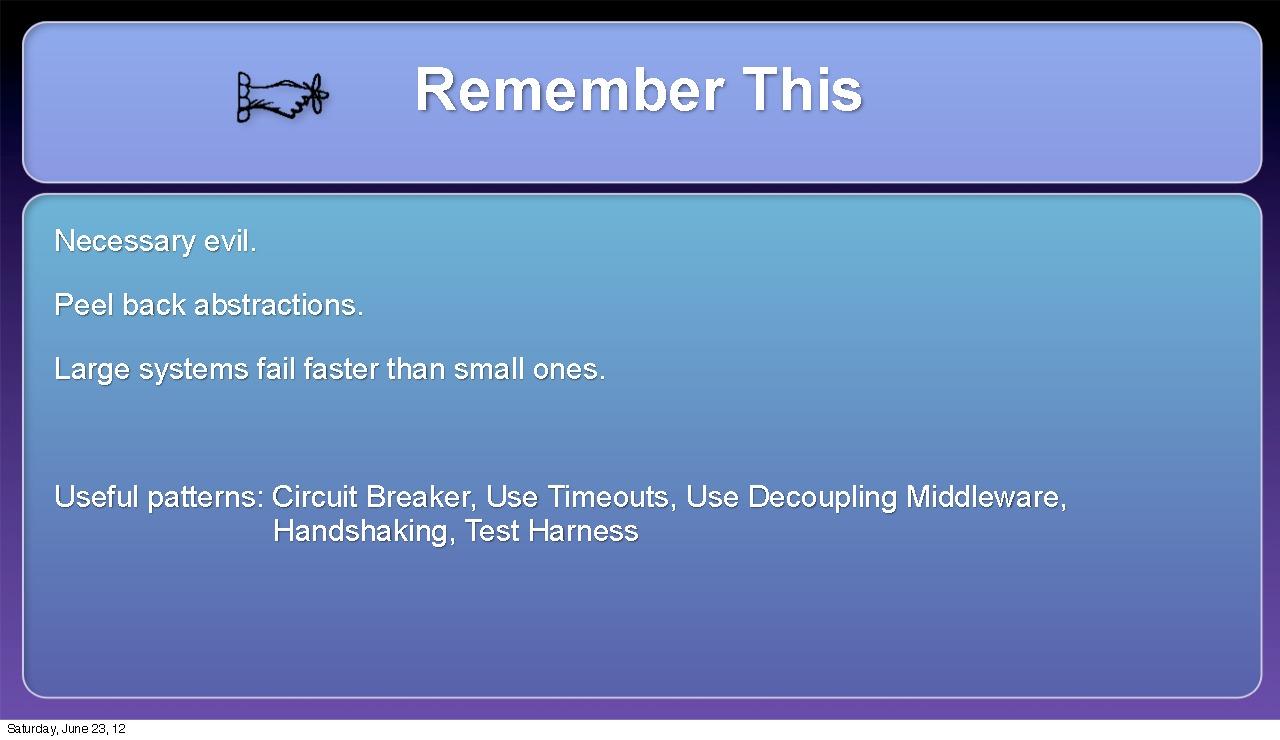 Remember This
Necessary evil.
Peel back abstractions.
Large systems fail faster than small ones.
Useful patterns: Circuit Breaker, Use Timeouts, Use Decoupling Middleware,
Handshaking, Test Harness
Saturday, June 23, 12